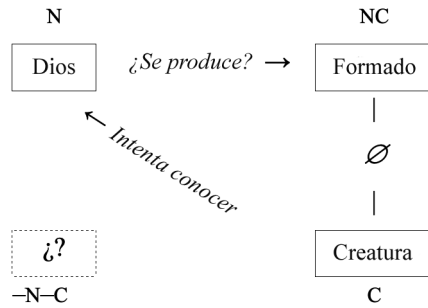 N NC
Dios ¿Se produce? → Formado
|
∅
← Intenta conocer
|
¿? Creatura
–N–C C